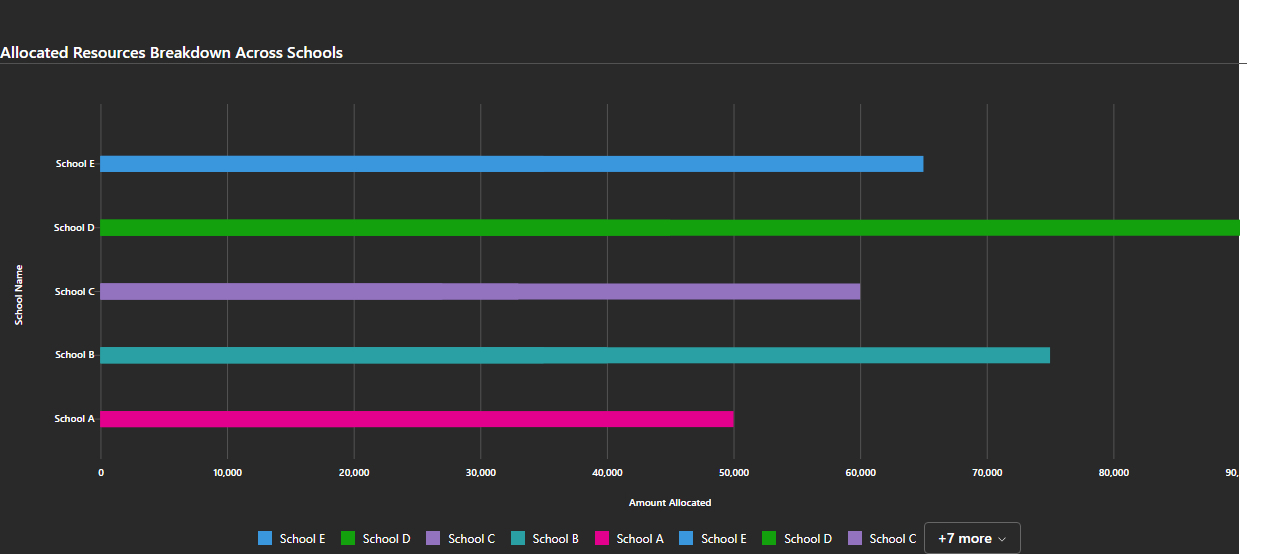 Allocated Resources Breakdown Across Schools
School E
School D
School C
School B
School A
School Name
0 10,000 20,000 30,000 40,000 50,000 60,000 70,000 80,000 90,
Amount Allocated
School E School D School C School B School A School E School D School C +7 more